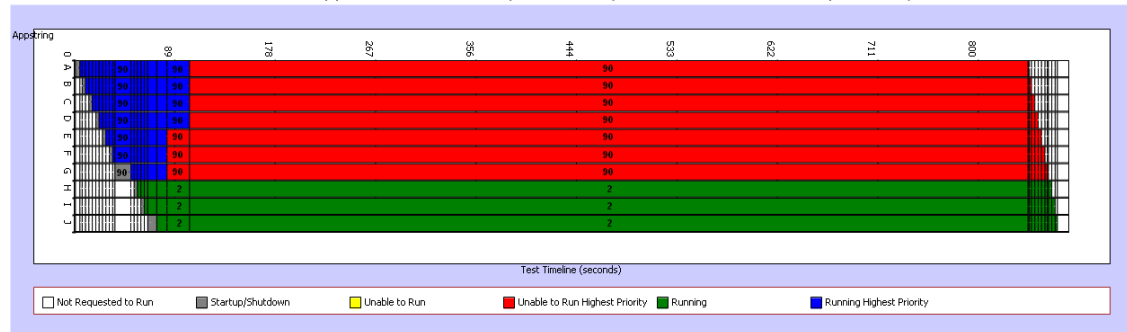 Appstring
0 89 178 267 356 444 533 622 711 800
A 90 90 90
B 90 90 90
C 90 90 90
D 90 90 90
E 90 90 90
F 90 90 90
G 90 90 90
H 2 2
I 2 2
J 2 2
Test Timeline (seconds)
Not Requested to Run Startup/Shutdown Unable to Run Unable to Run Highest Priority Running Running Highest Priority